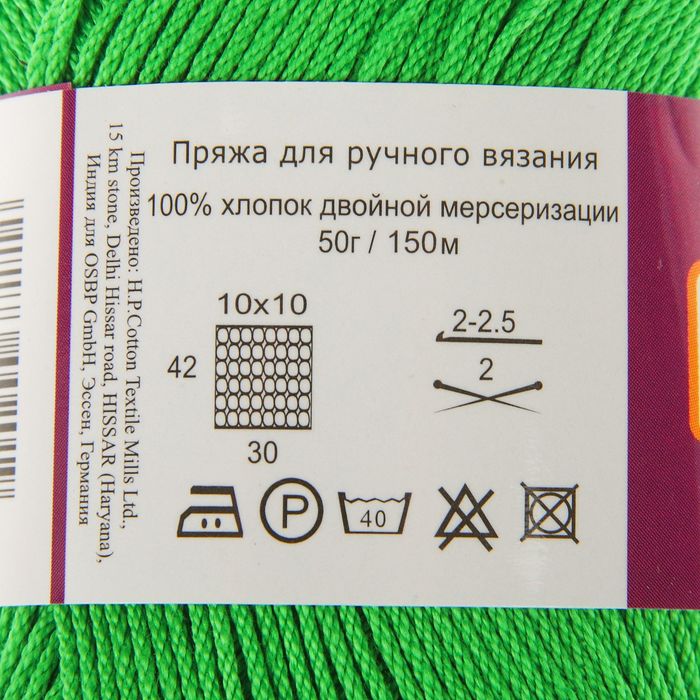 Пряжа для ручного вязания
100% хлопок двойной мерсеризации
50г / 150м
10x10
42
30
2-2.5
2
P
40
Произведено: H.P.Cotton Textile Mills Ltd.,
15 km stone, Delhi Hissar road, HISSAR (Haryana),
Индия для OSBP GmbH, Эссен, Германия